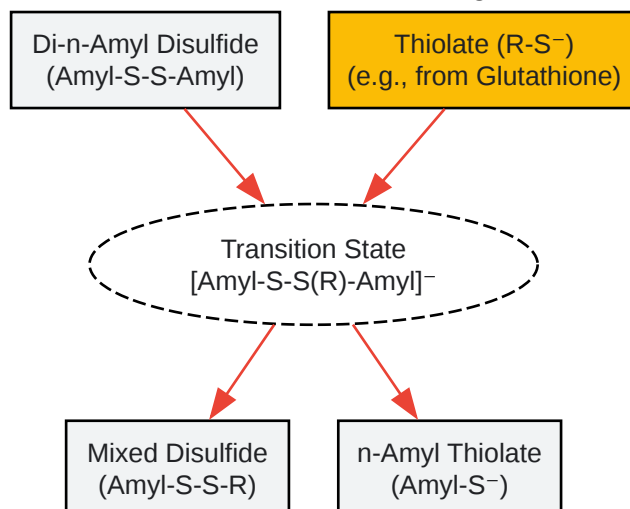 Di-n-Amyl Disulfide
(Amyl-S-S-Amyl)
Thiolate (R-S⁻)
(e.g., from Glutathione)
Transition State
[Amyl-S-S(R)-Amyl]⁻
Mixed Disulfide
(Amyl-S-S-R)
n-Amyl Thiolate
(Amyl-S⁻)